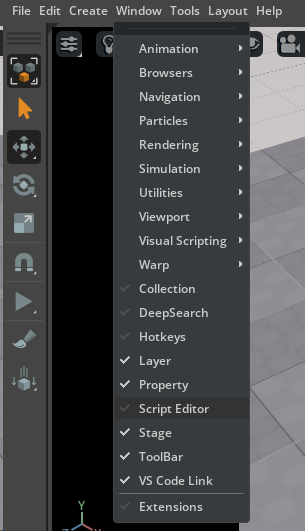 File Edit Create Window Tools Layout Help
Animation
Browsers
Navigation
Particles
Rendering
Simulation
Utilities
Viewport
Visual Scripting
Warp
Collection
DeepSearch
Hotkeys
Layer
Property
Script Editor
Stage
ToolBar
VS Code Link
Extensions
Y